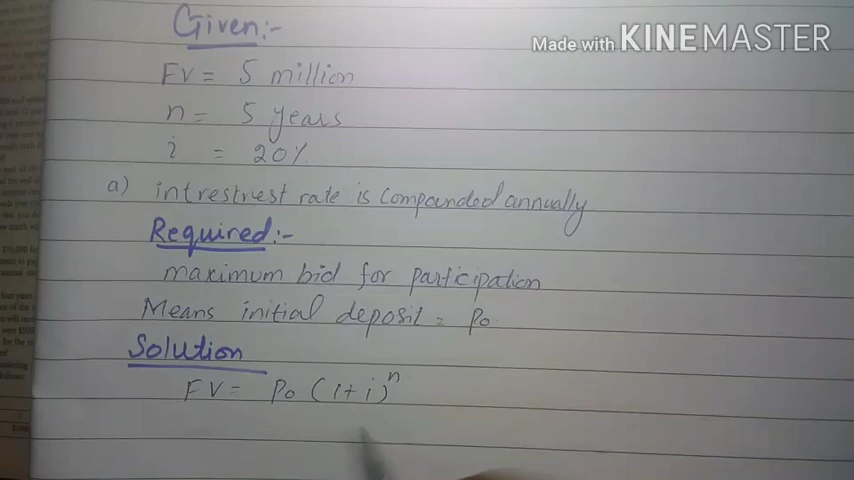 Given:-
Made with KINEMASTER
FV = 5 million
n = 5 years
i = 20%
a) intrestrest rate is compounded annually
Required:-
maximum bid for participation
Means initial deposit = Po
Solution
FV = Po (1+i)^n